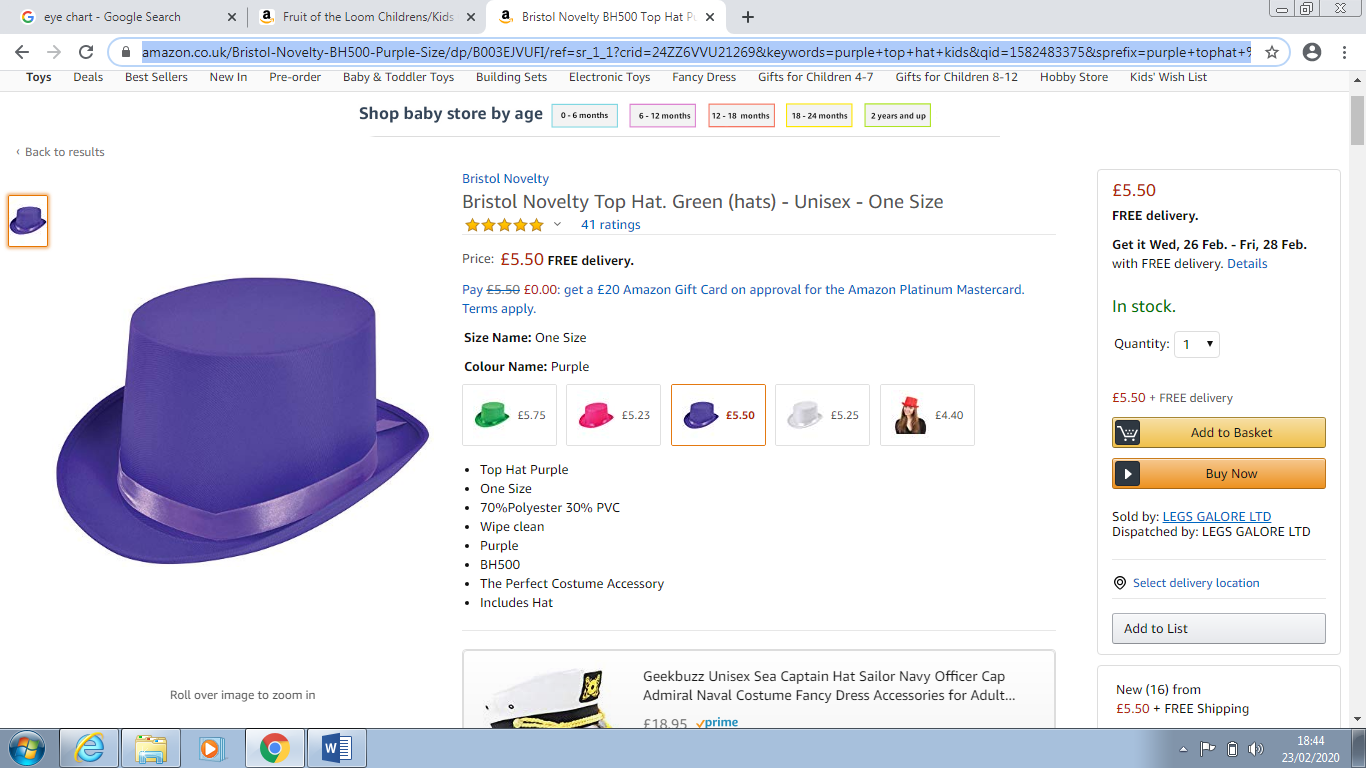 eye chart - Google Search
Fruit of the Loom Childrens/Kids
Bristol Novelty BH500 Top Hat Pu
amazon.co.uk/Bristol-Novelty-BH500-Purple-Size/dp/B003EJVUFI/ref=sr_1_1?crid=24ZZ6VVU21269&keywords=purple+top+hat+kids&qid=1582483375&sprefix=purple+tophat+%
Toys Deals Best Sellers New In Pre-order Baby & Toddler Toys Building Sets Electronic Toys Fancy Dress Gifts for Children 4-7 Gifts for Children 8-12 Hobby Store Kids' Wish List
Shop baby store by age 0 - 6 months 6 - 12 months 12 - 18 months 18 - 24 months 2 years and up
‹ Back to results
Bristol Novelty
Bristol Novelty Top Hat. Green (hats) - Unisex - One Size
41 ratings
Price: £5.50 FREE delivery.
Pay £5.50 £0.00: get a £20 Amazon Gift Card on approval for the Amazon Platinum Mastercard.
Terms apply.
Size Name: One Size
Colour Name: Purple
£5.75 £5.23 £5.50 £5.25 £4.40
• Top Hat Purple
• One Size
• 70%Polyester 30% PVC
• Wipe clean
• Purple
• BH500
• The Perfect Costume Accessory
• Includes Hat
Roll over image to zoom in
Geekbuzz Unisex Sea Captain Hat Sailor Navy Officer Cap
Admiral Naval Costume Fancy Dress Accessories for Adult...
£18.95 prime
£5.50
FREE delivery.
Get it Wed, 26 Feb. - Fri, 28 Feb.
with FREE delivery. Details
In stock.
Quantity: 1
£5.50 + FREE delivery
Add to Basket
Buy Now
Sold by: LEGS GALORE LTD
Dispatched by: LEGS GALORE LTD
Select delivery location
Add to List
New (16) from
£5.50 + FREE Shipping
18:44
23/02/2020